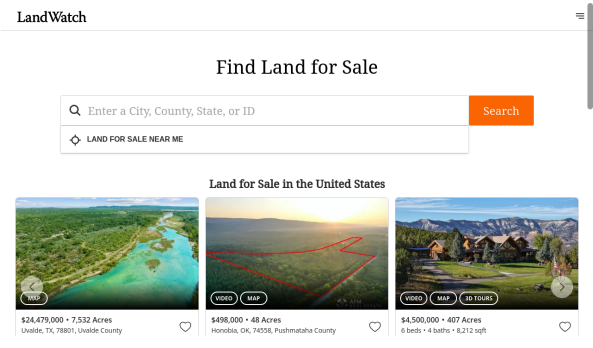 LandWatch
Find Land for Sale
Enter a City, County, State, or ID
Search
LAND FOR SALE NEAR ME
Land for Sale in the United States
MAP
VIDEO MAP
VIDEO MAP 3D TOURS
$24,479,000 • 7,532 Acres
Uvalde, TX, 78801, Uvalde County
$498,000 • 48 Acres
Honobia, OK, 74558, Pushmataha County
$4,500,000 • 407 Acres
6 beds • 4 baths • 8,212 sqft